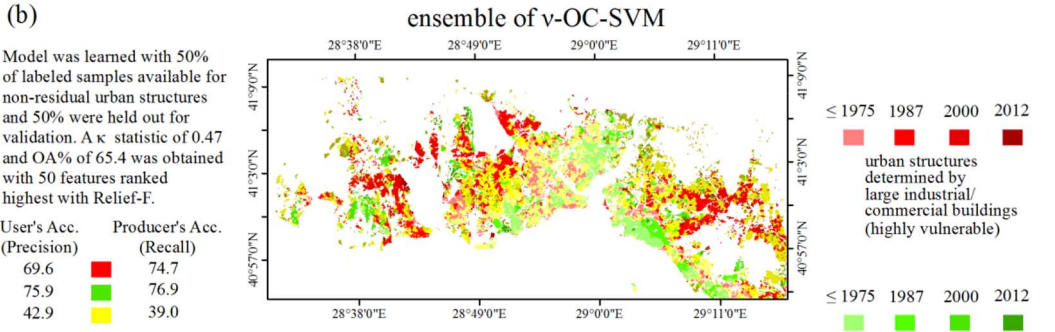 (b)
ensemble of ν-OC-SVM
Model was learned with 50%
of labeled samples available for
non-residual urban structures
and 50% were held out for
validation. A κ statistic of 0.47
and OA% of 65.4 was obtained
with 50 features ranked
highest with Relief-F.
User's Acc. Producer's Acc.
(Precision) (Recall)
69.6 74.7
75.9 76.9
42.9 39.0
28°38'0"E 28°49'0"E 29°0'0"E 29°11'0"E
41°9'0"N 41°9'0"N
41°3'0"N 41°3'0"N
40°57'0"N 40°57'0"N
28°38'0"E 28°49'0"E 29°0'0"E 29°11'0"E
≤ 1975 1987 2000 2012
urban structures
determined by
large industrial/
commercial buildings
(highly vulnerable)
≤ 1975 1987 2000 2012